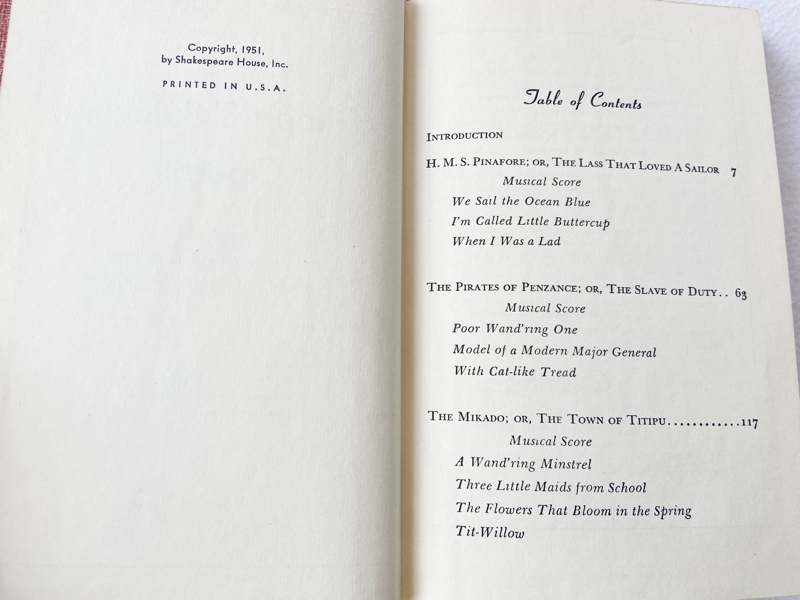 Copyright, 1951,
by Shakespeare House, Inc.
PRINTED IN U.S.A.
Table of Contents
INTRODUCTION
H. M. S. PINAFORE; OR, THE LASS THAT LOVED A SAILOR 7
Musical Score
We Sail the Ocean Blue
I'm Called Little Buttercup
When I Was a Lad
THE PIRATES OF PENZANCE; OR, THE SLAVE OF DUTY.. 63
Musical Score
Poor Wand'ring One
Model of a Modern Major General
With Cat-like Tread
THE MIKADO; OR, THE TOWN OF TITIPU............117
Musical Score
A Wand'ring Minstrel
Three Little Maids from School
The Flowers That Bloom in the Spring
Tit-Willow